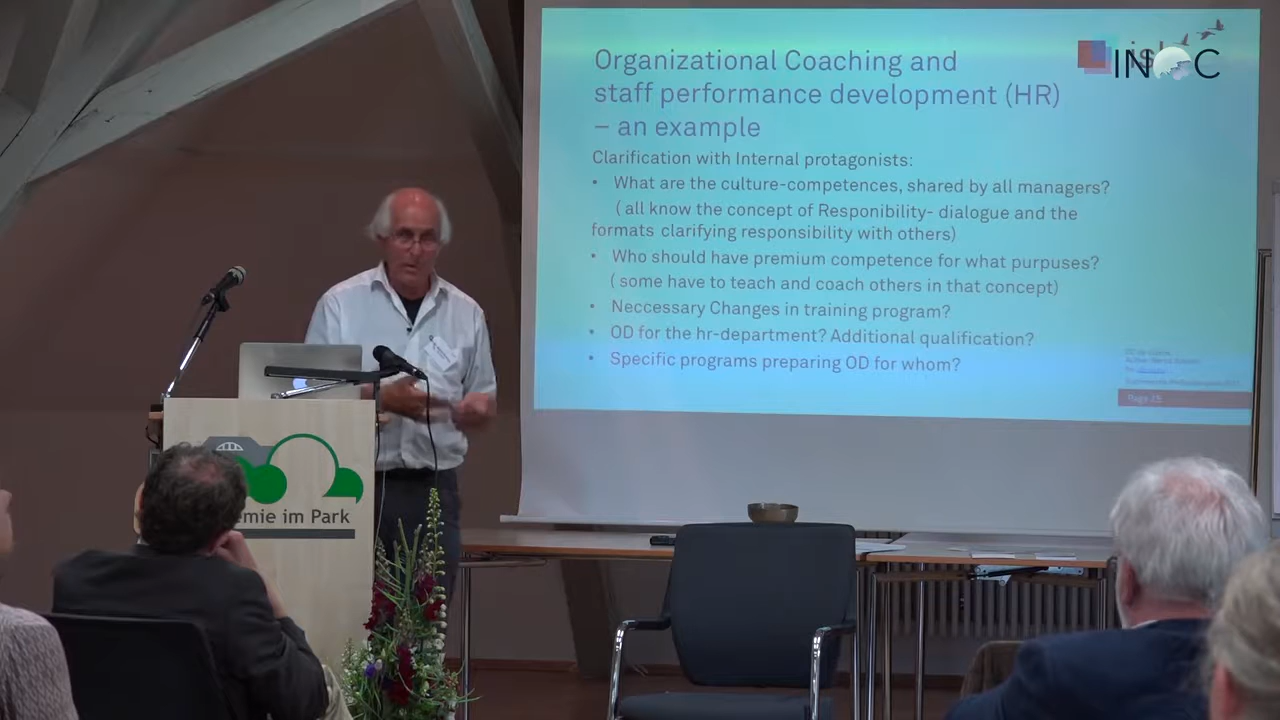 Organizational Coaching and
staff performance development (HR)
– an example
Clarification with Internal protagonists:
• What are the culture-competences, shared by all managers?
( all know the concept of Responibility- dialogue and the
formats clarifying responsibility with others)
• Who should have premium competence for what purpuses?
( some have to teach and coach others in that concept)
• Neccessary Changes in training program?
• OD for the hr-department? Additional qualification?
• Specific programs preparing OD for whom?
INOC
emie im Park